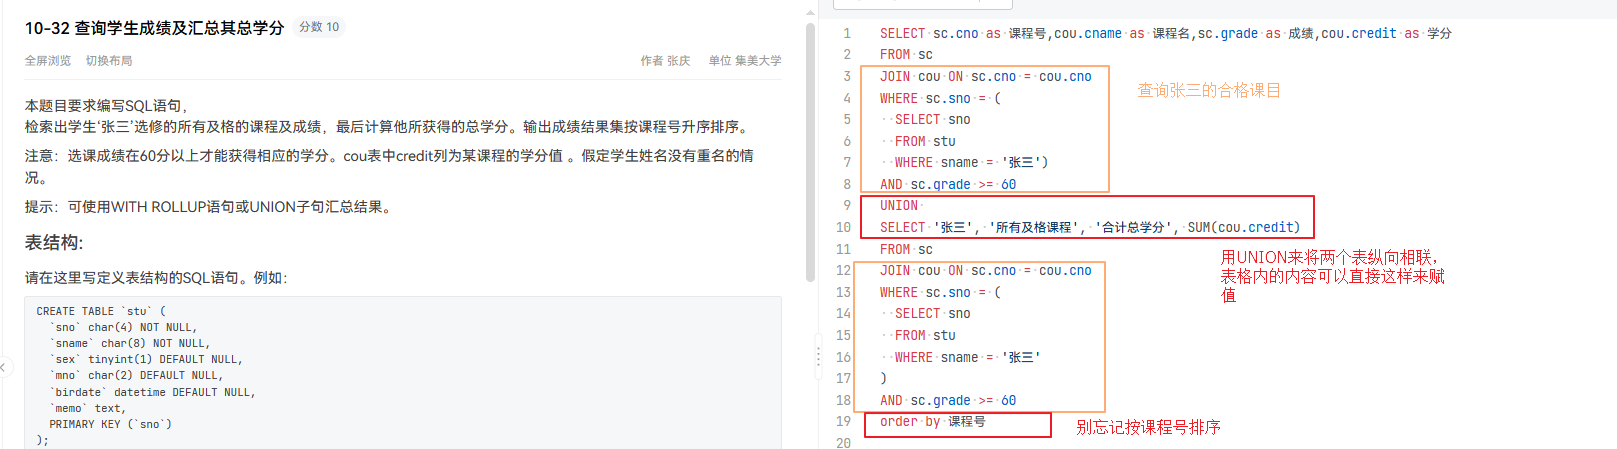 10-32 查询学生成绩及汇总其总学分 分数 10
全屏浏览 切换布局 作者 张庆 单位 集美大学
本题目要求编写SQL语句，
检索出学生‘张三’选修的所有及格的课程及成绩，最后计算他所获得的总学分。输出成绩结果集按课程号升序排序。
注意：选课成绩在60分以上才能获得相应的学分。cou表中credit列为某课程的学分值 。假定学生姓名没有重名的情
况。
提示：可使用WITH ROLLUP语句或UNION子句汇总结果。
表结构:
请在这里写定义表结构的SQL语句。例如：
CREATE TABLE `stu` (
`sno` char(4) NOT NULL,
`sname` char(8) NOT NULL,
`sex` tinyint(1) DEFAULT NULL,
`mno` char(2) DEFAULT NULL,
`birdate` datetime DEFAULT NULL,
`memo` text,
PRIMARY KEY (`sno`)
);
1 SELECT sc.cno as 课程号,cou.cname as 课程名,sc.grade as 成绩,cou.credit as 学分
2 FROM sc
3 JOIN cou ON sc.cno = cou.cno
4 WHERE sc.sno = (
5 SELECT sno
6 FROM stu
7 WHERE sname = '张三')
8 AND sc.grade >= 60
9 UNION
10 SELECT '张三', '所有及格课程', '合计总学分', SUM(cou.credit)
11 FROM sc
12 JOIN cou ON sc.cno = cou.cno
13 WHERE sc.sno = (
14 SELECT sno
15 FROM stu
16 WHERE sname = '张三'
17 )
18 AND sc.grade >= 60
19 order by 课程号
20
查询张三的合格课目
用UNION来将两个表纵向相联，
表格内的内容可以直接这样来赋
值
别忘记按课程号排序